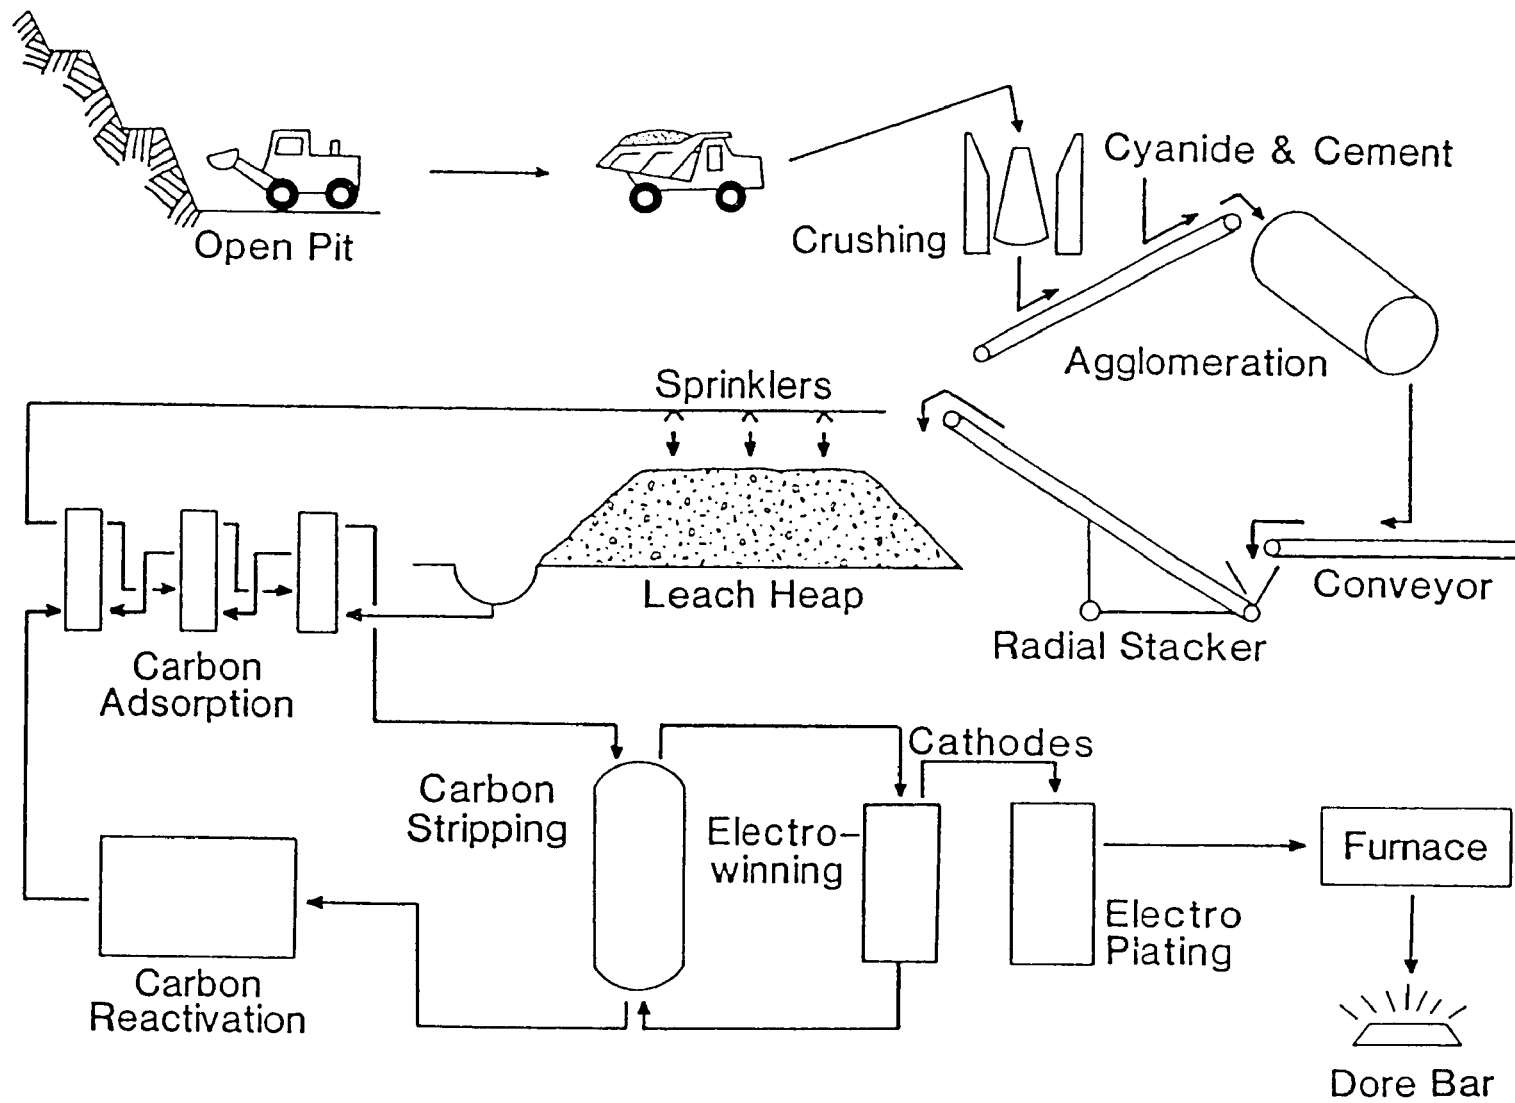 Open Pit
Crushing
Cyanide & Cement
Agglomeration
Sprinklers
Leach Heap
Conveyor
Radial Stacker
Carbon
Adsorption
Carbon
Stripping
Electro-
winning
Cathodes
Electro
Plating
Furnace
Carbon
Reactivation
Dore Bar